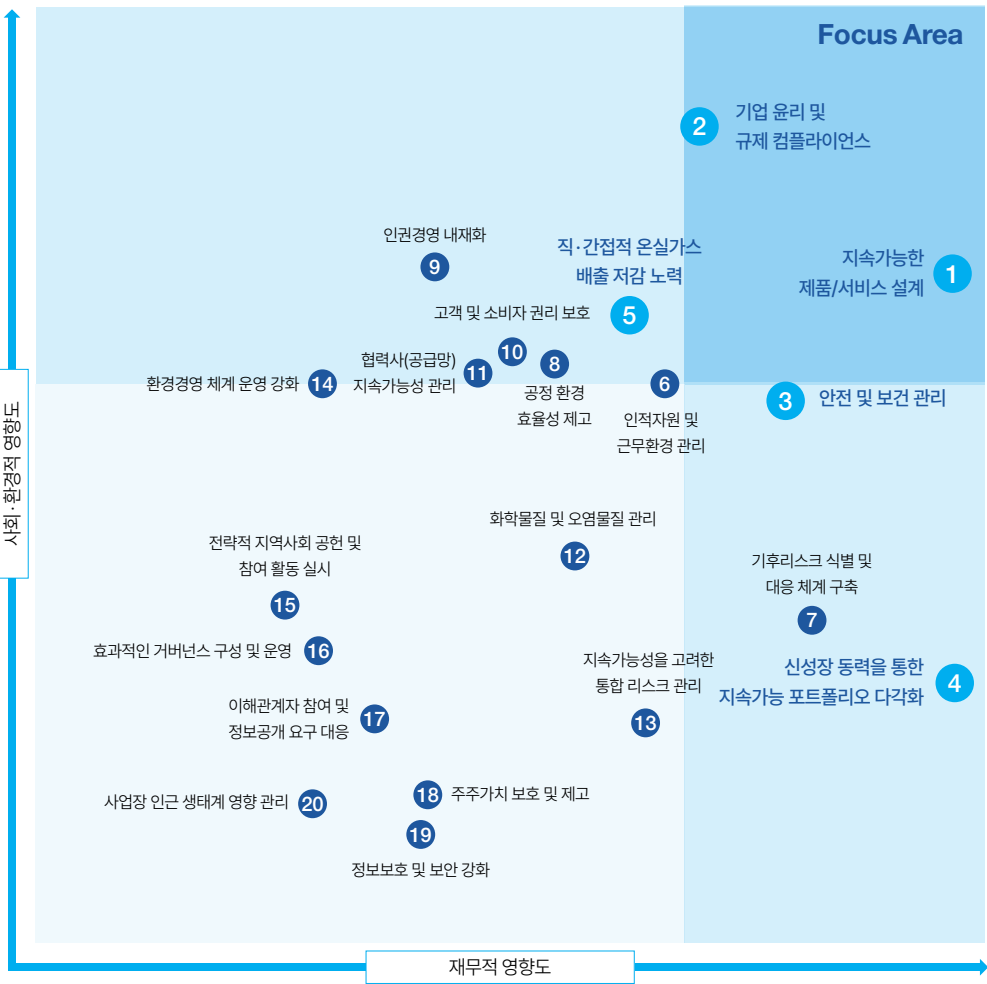 Focus Area
2
기업 윤리 및
규제 컴플라이언스
인권경영 내재화
9
직·간접적 온실가스
배출 저감 노력
5
지속가능한
제품/서비스 설계
1
고객 및 소비자 권리 보호
10
협력사(공급망)
지속가능성 관리
11
8
공정 환경
효율성 제고
환경경영 체계 운영 강화
14
6
인적자원 및
근무환경 관리
3
안전 및 보건 관리
사회·환경적 영향도
화학물질 및 오염물질 관리
12
전략적 지역사회 공헌 및
참여 활동 실시
15
기후리스크 식별 및
대응 체계 구축
7
효과적인 거버넌스 구성 및 운영
16
지속가능성을 고려한
통합 리스크 관리
13
신성장 동력을 통한
지속가능 포트폴리오 다각화
4
이해관계자 참여 및
정보공개 요구 대응
17
사업장 인근 생태계 영향 관리
20
18
주주가치 보호 및 제고
19
정보보호 및 보안 강화
재무적 영향도